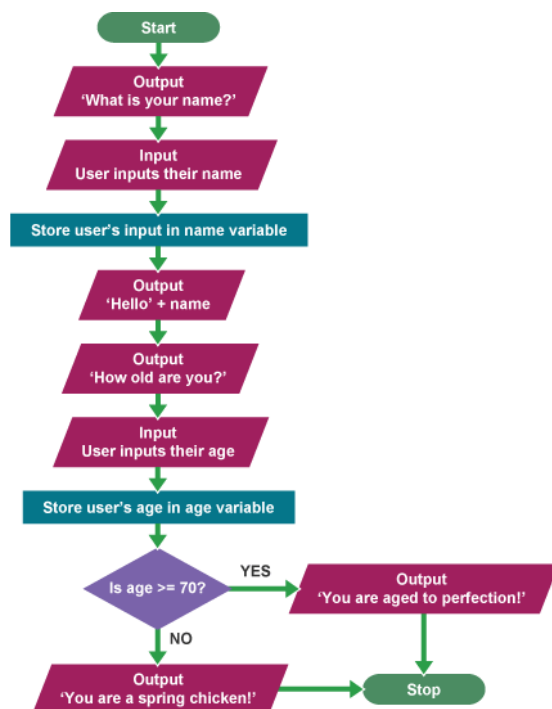 Start
Output
‘What is your name?’
Input
User inputs their name
Store user’s input in name variable
Output
‘Hello’ + name
Output
‘How old are you?’
Input
User inputs their age
Store user’s age in age variable
Is age >= 70?
YES
Output
‘You are aged to perfection!’
NO
Output
‘You are a spring chicken!’
Stop